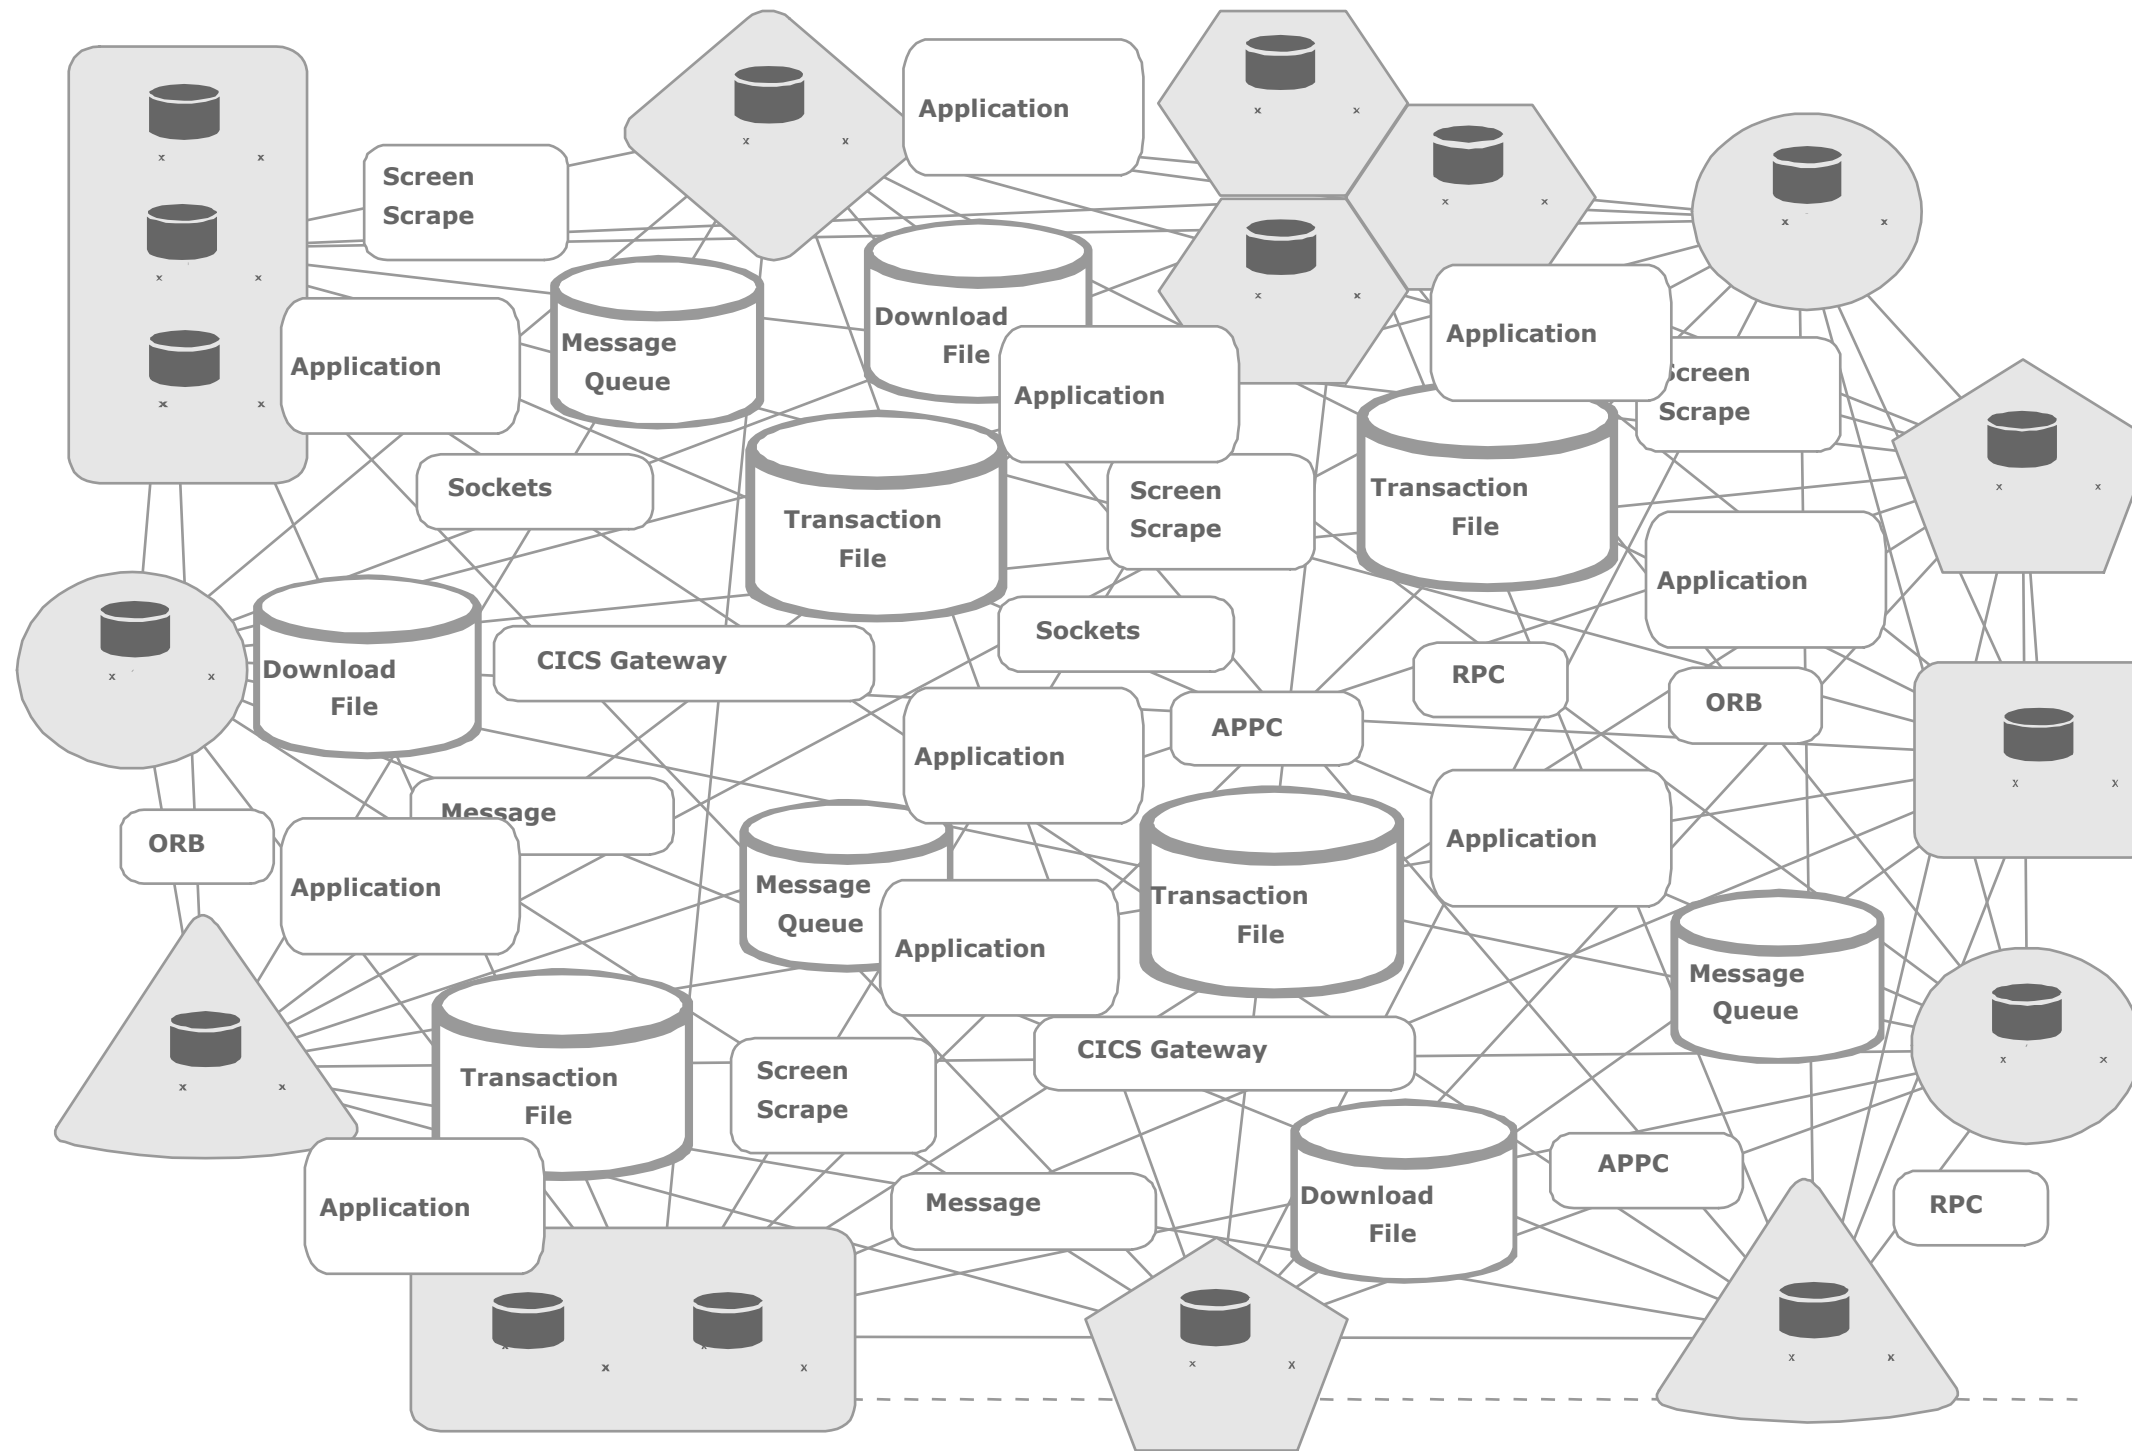 Application
Screen
Scrape
Download
File
Application
Message
Queue
Application
Application
Screen
Scrape
Sockets
Transaction
File
Screen
Scrape
Transaction
File
Application
Download
File
CICS Gateway
Sockets
RPC
ORB
APPC
Application
Message
ORB
Application
Message
Queue
Application
Transaction
File
Application
Message
Queue
Transaction
File
Screen
Scrape
CICS Gateway
Application
Message
Download
File
APPC
RPC